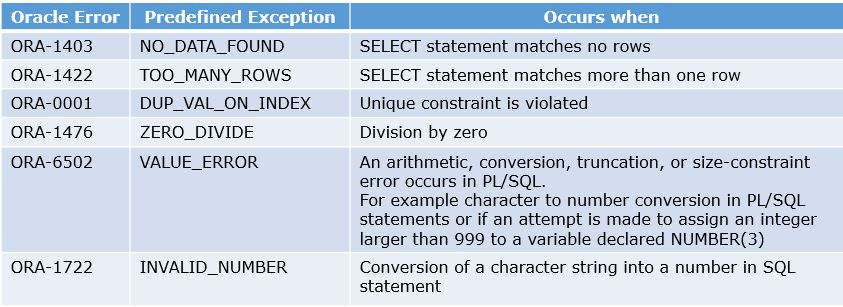 Oracle Error Predefined Exception Occurs when
ORA-1403 NO_DATA_FOUND SELECT statement matches no rows
ORA-1422 TOO_MANY_ROWS SELECT statement matches more than one row
ORA-0001 DUP_VAL_ON_INDEX Unique constraint is violated
ORA-1476 ZERO_DIVIDE Division by zero
ORA-6502 VALUE_ERROR An arithmetic, conversion, truncation, or size-constraint
error occurs in PL/SQL.
For example character to number conversion in PL/SQL
statements or if an attempt is made to assign an integer
larger than 999 to a variable declared NUMBER(3)
ORA-1722 INVALID_NUMBER Conversion of a character string into a number in SQL
statement